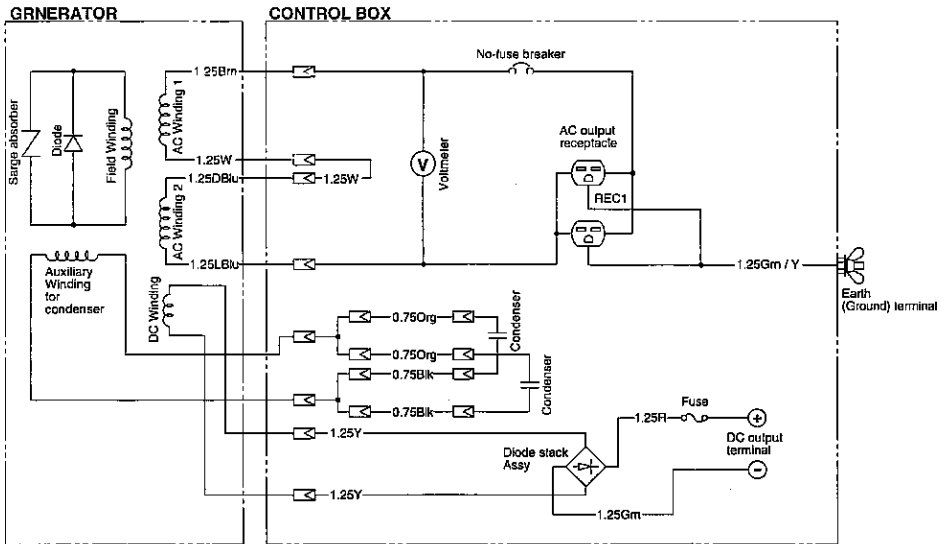 GRNERATOR
CONTROL BOX
Sarge absorber
Diode
Field Winding
AC Winding 1
1.25Brn
1.25W
1.25DBlu
1.25W
AC Winding 2
1.25LBlu
No-fuse breaker
V
Voltmeter
AC output
receptacle
REC1
1.25Grn / Y
Earth
(Ground) terminal
Auxiliary
Winding
for
condenser
DC Winding
0.75Org
0.75Org
0.75Blk
0.75Blk
Condenser
Condenser
1.25Y
1.25Y
Diode stack
Assy
1.25R
Fuse
+
DC output
terminal
−
1.25Grn